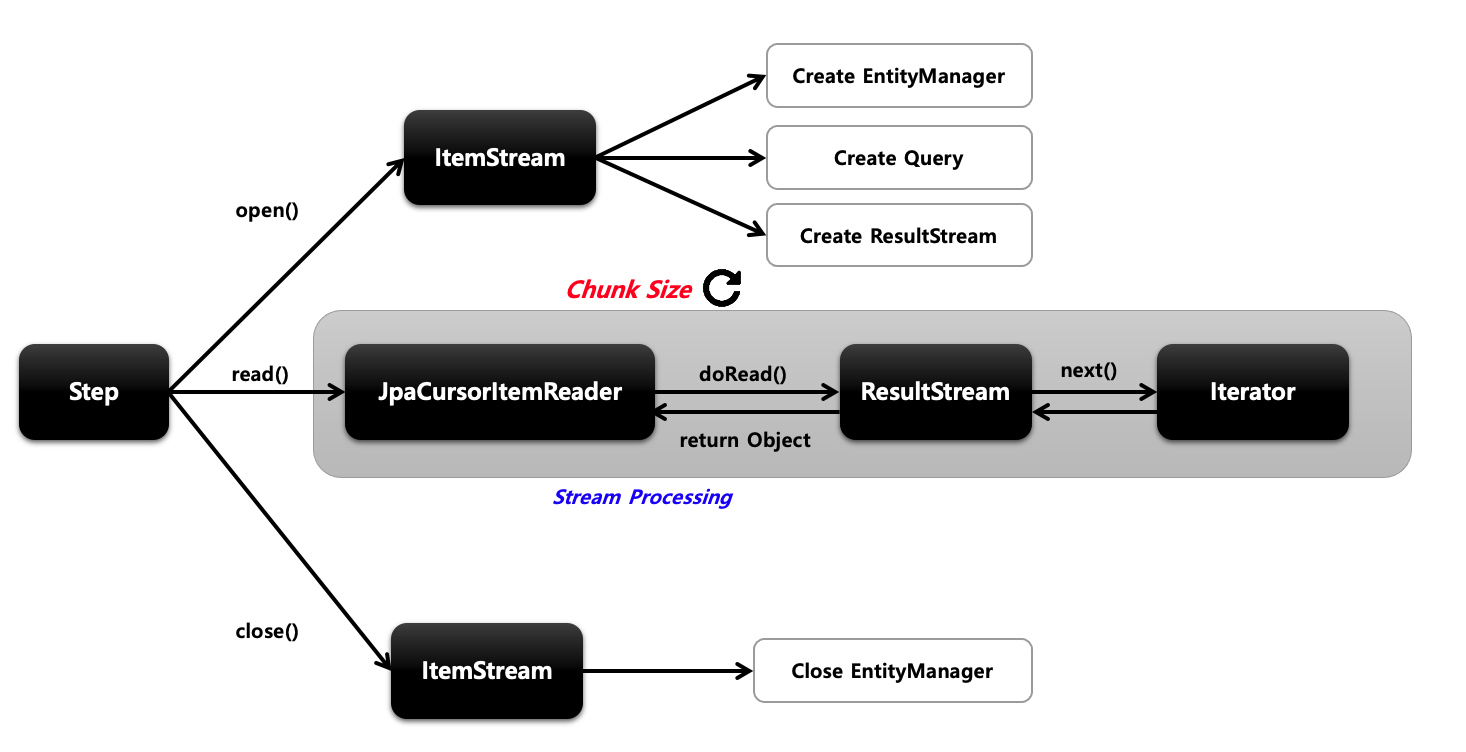 Create EntityManager
ItemStream
Create Query
open()
Create ResultStream
Chunk Size
Step
read()
JpaCursorItemReader
doRead()
return Object
ResultStream
next()
Iterator
Stream Processing
close()
ItemStream
Close EntityManager